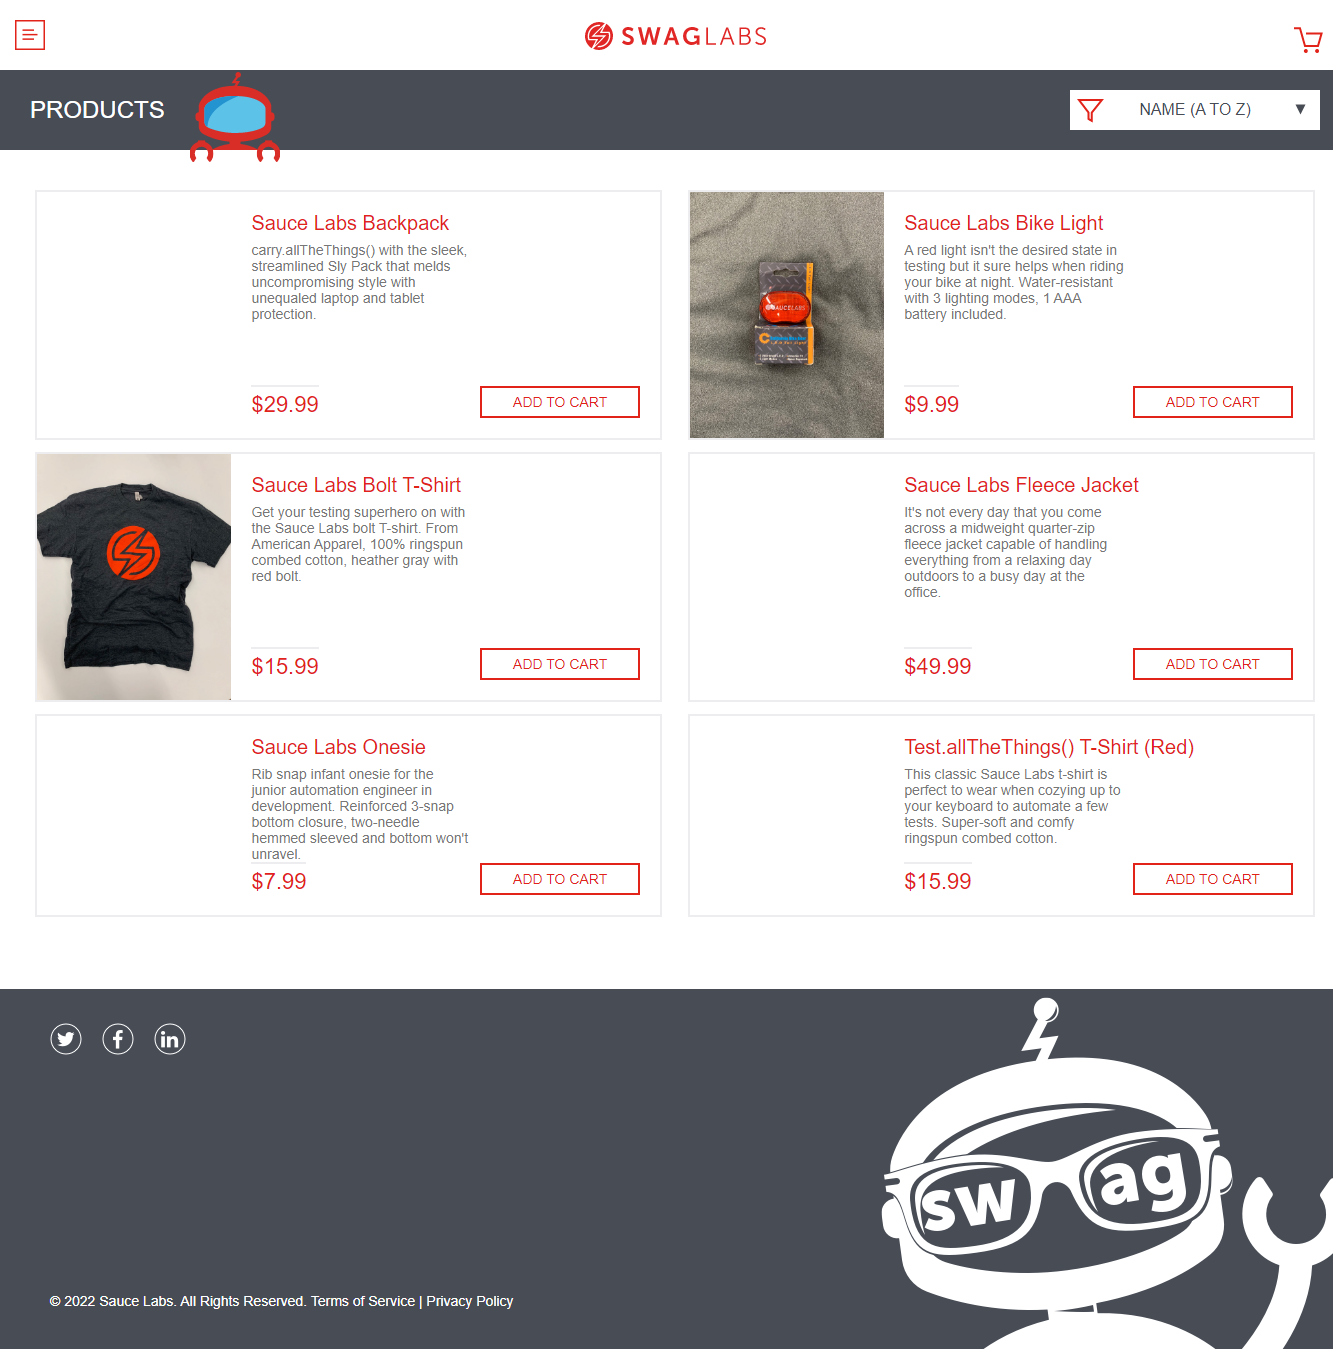 SWAGLABS
PRODUCTS
NAME (A TO Z)
Sauce Labs Backpack
carry.allTheThings() with the sleek,
streamlined Sly Pack that melds
uncompromising style with
unequaled laptop and tablet
protection.
$29.99
ADD TO CART
SAUCELABS
Sauce Labs Bike Light
A red light isn't the desired state in
testing but it sure helps when riding
your bike at night. Water-resistant
with 3 lighting modes, 1 AAA
battery included.
$9.99
ADD TO CART
Sauce Labs Bolt T-Shirt
Get your testing superhero on with
the Sauce Labs bolt T-shirt. From
American Apparel, 100% ringspun
combed cotton, heather gray with
red bolt.
$15.99
ADD TO CART
Sauce Labs Fleece Jacket
It's not every day that you come
across a midweight quarter-zip
fleece jacket capable of handling
everything from a relaxing day
outdoors to a busy day at the
office.
$49.99
ADD TO CART
Sauce Labs Onesie
Rib snap infant onesie for the
junior automation engineer in
development. Reinforced 3-snap
bottom closure, two-needle
hemmed sleeved and bottom won't
unravel.
$7.99
ADD TO CART
Test.allTheThings() T-Shirt (Red)
This classic Sauce Labs t-shirt is
perfect to wear when cozying up to
your keyboard to automate a few
tests. Super-soft and comfy
ringspun combed cotton.
$15.99
ADD TO CART
swag
© 2022 Sauce Labs. All Rights Reserved. Terms of Service | Privacy Policy